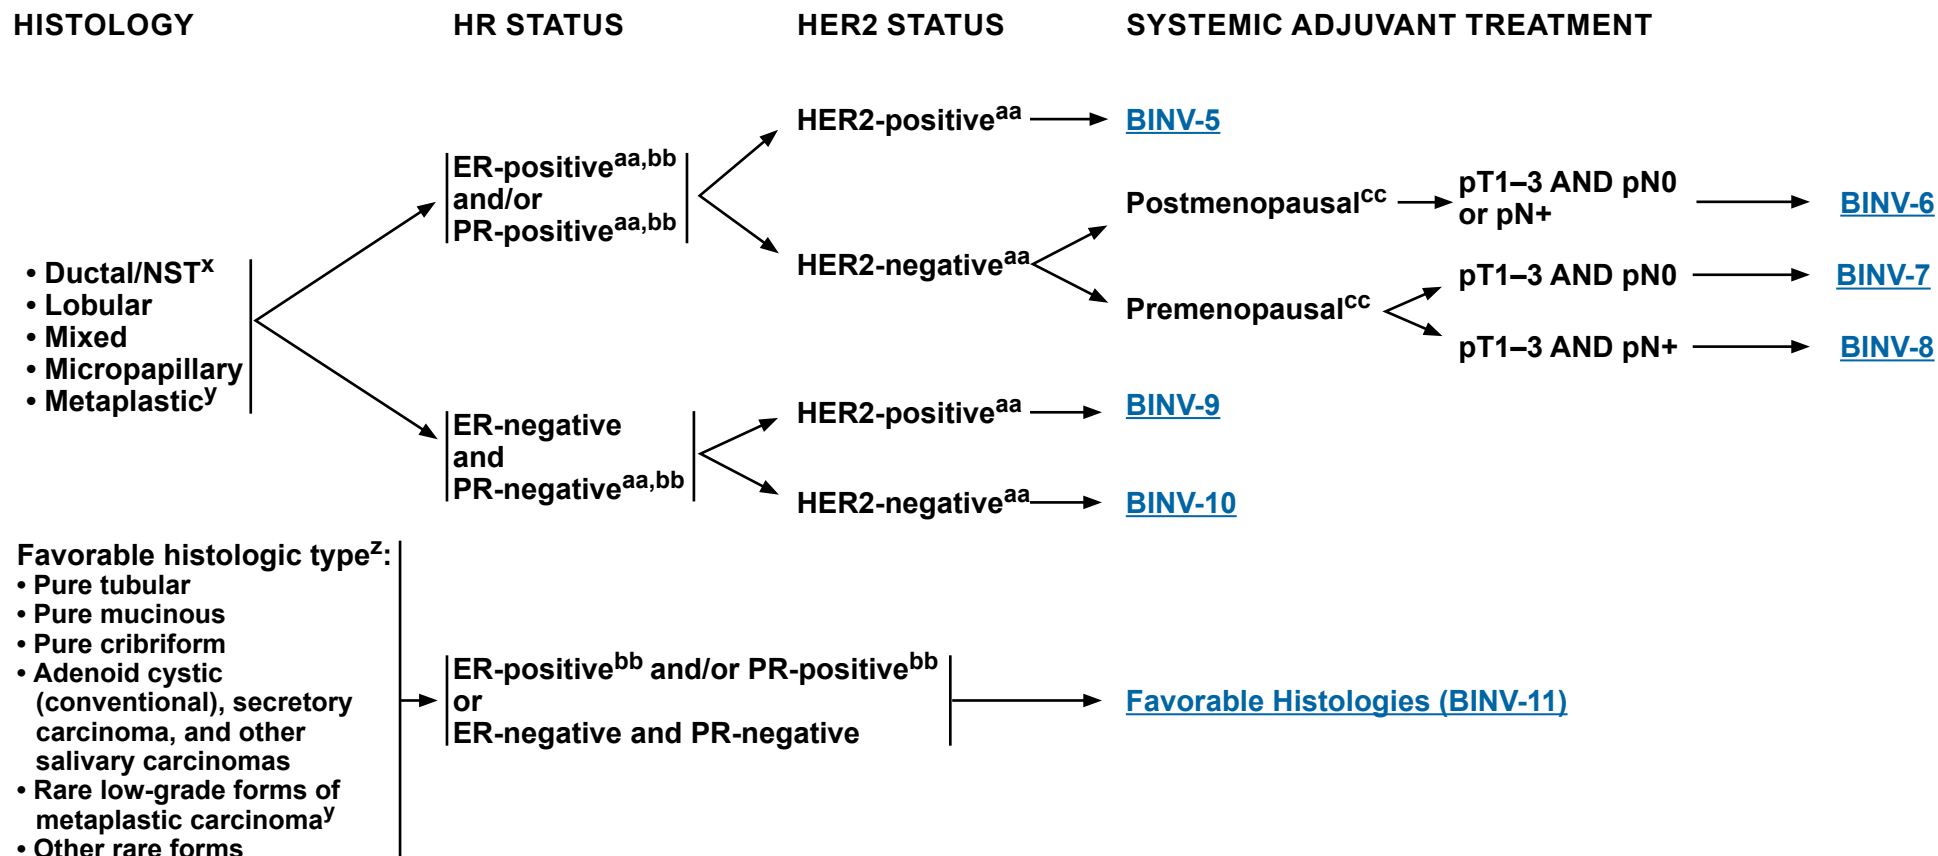 HISTOLOGY HR STATUS HER2 STATUS SYSTEMIC ADJUVANT TREATMENT
• Ductal/NSTx
• Lobular
• Mixed
• Micropapillary
• Metaplasticy
ER-positiveaa,bb
and/or
PR-positiveaa,bb
HER2-positiveaa
BINV-5
HER2-negativeaa
Postmenopausalcc
pT1–3 AND pN0
or pN+
BINV-6
Premenopausalcc
pT1–3 AND pN0
BINV-7
pT1–3 AND pN+
BINV-8
ER-negative
and
PR-negativeaa,bb
HER2-positiveaa
BINV-9
HER2-negativeaa
BINV-10
Favorable histologic typez:
• Pure tubular
• Pure mucinous
• Pure cribriform
• Adenoid cystic
(conventional), secretory
carcinoma, and other
salivary carcinomas
• Rare low-grade forms of
metaplastic carcinomay
• Other rare forms
ER-positivebb and/or PR-positivebb
or
ER-negative and PR-negative
Favorable Histologies (BINV-11)